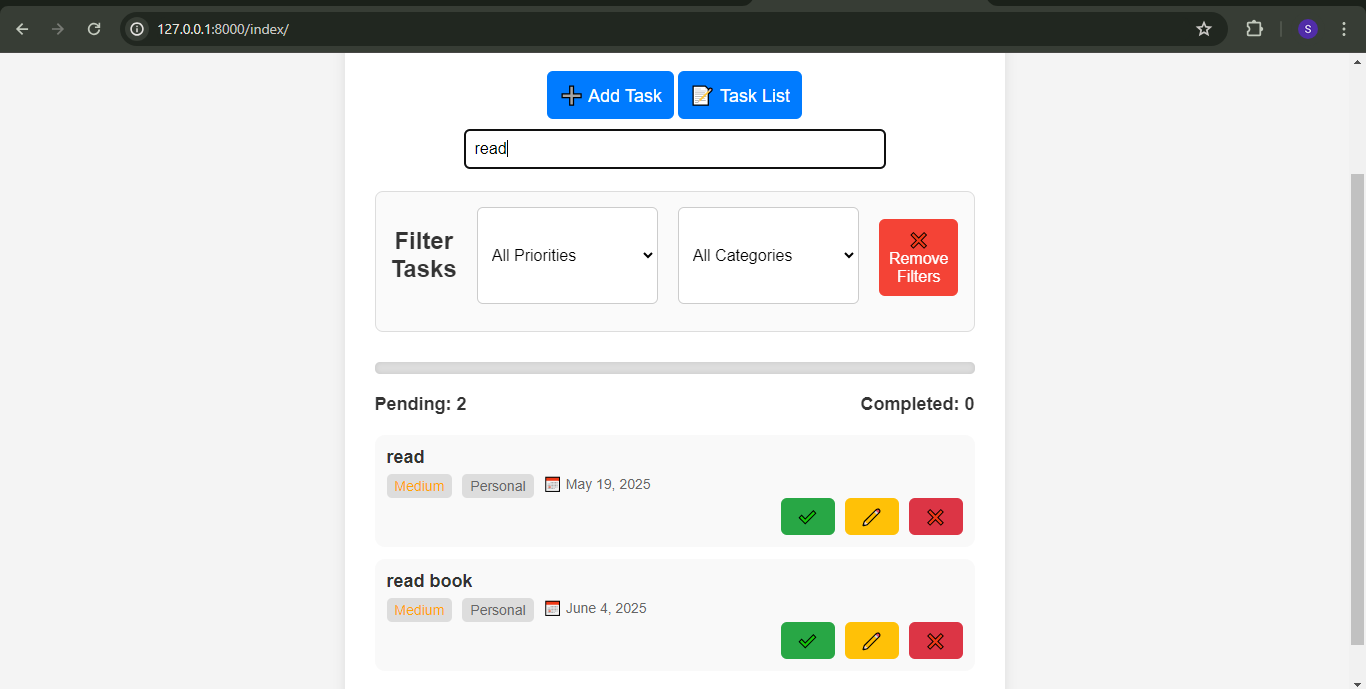 127.0.0.1:8000/index/
S
Add Task Task List
read
Filter
Tasks
All Priorities
All Categories
Remove
Filters
Pending: 2 Completed: 0
read
Medium Personal May 19, 2025
read book
Medium Personal June 4, 2025